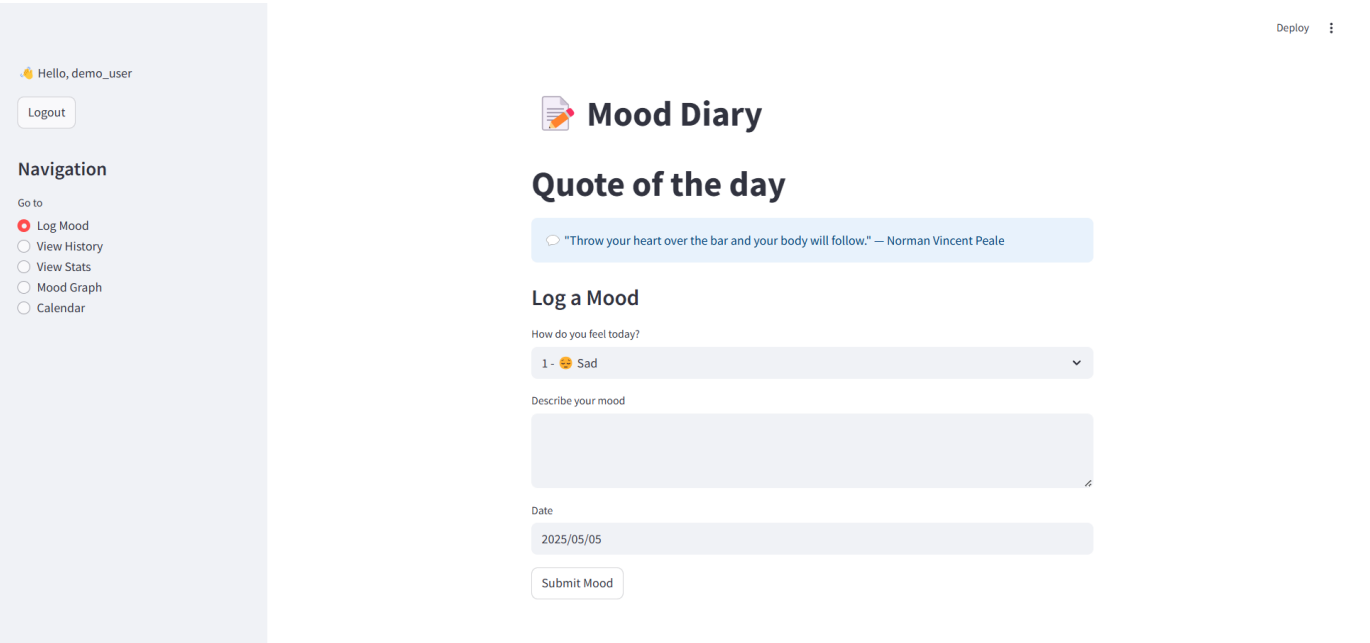 Deploy
👋 Hello, demo_user
Logout
Navigation
Go to
Log Mood
View History
View Stats
Mood Graph
Calendar
📝 Mood Diary
Quote of the day
💬 "Throw your heart over the bar and your body will follow." — Norman Vincent Peale
Log a Mood
How do you feel today?
1 - 😔 Sad
Describe your mood
Date
2025/05/05
Submit Mood